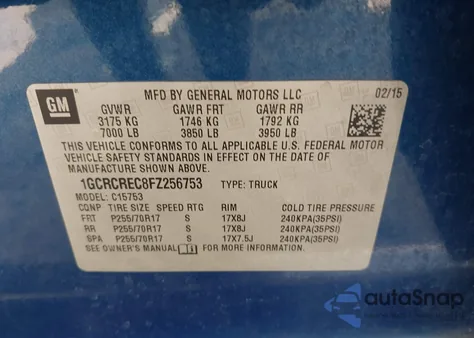 GM
MFD BY GENERAL MOTORS LLC
02/15
GVWR GAWR FRT GAWR RR
3175 KG 1746 KG 1792 KG
7000 LB 3850 LB 3950 LB
THIS VEHICLE CONFORMS TO ALL APPLICABLE U.S. FEDERAL MOTOR
VEHICLE SAFETY STANDARDS IN EFFECT ON THE DATE OF
MANUFACTURE SHOWN ABOVE.
1GCRCREC8FZ256753 TYPE: TRUCK
MODEL: C15753
COMP TIRE SIZE SPEED RTG RIM COLD TIRE PRESSURE
FRT P255/70R17 S 17X8J 240KPA(35PSI)
RR P255/70R17 S 17X8J 240KPA(35PSI)
SPA P255/70R17 S 17X7.5J 240KPA(35PSI)
SEE OWNER'S MANUAL FOR MORE INFORMATION.
autoSnap